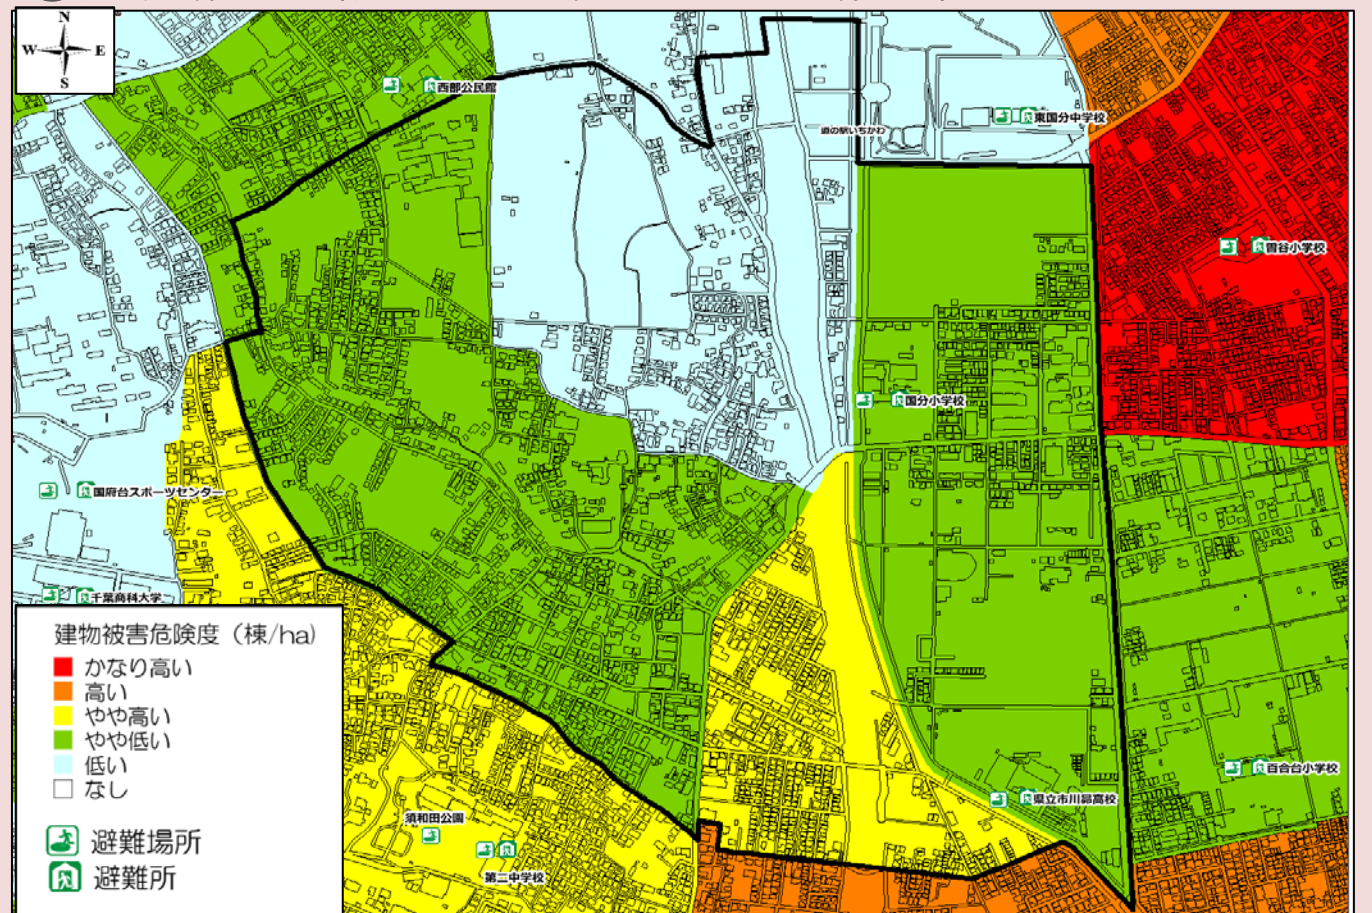 N
W E
S
西部公民館
道の駅いちかわ
東国分中学校
曽谷小学校
国分小学校
国府台スポーツセンター
千葉商科大学
百合台小学校
県立市川昴高校
須和田公園
第二中学校
建物被害危険度（棟/ha)
かなり高い
高い
やや高い
やや低い
低い
なし
避難場所
避難所